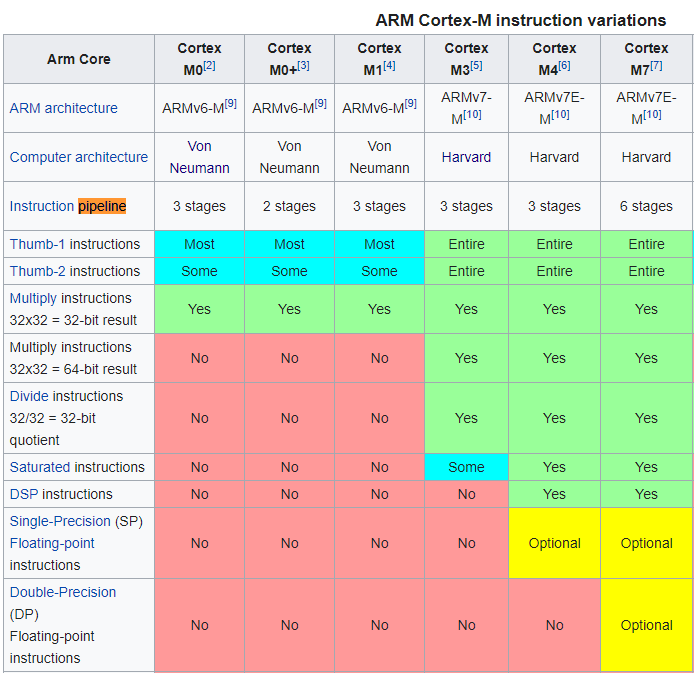 ARM Cortex-M instruction variations
Arm Core
Cortex M0[2]
Cortex M0+[3]
Cortex M1[4]
Cortex M3[5]
Cortex M4[6]
Cortex M7[7]
ARM architecture
ARMv6-M[9]
ARMv6-M[9]
ARMv6-M[9]
ARMv7-M[10]
ARMv7E-M[10]
ARMv7E-M[10]
Computer architecture
Von Neumann
Von Neumann
Von Neumann
Harvard
Harvard
Harvard
Instruction pipeline
3 stages
2 stages
3 stages
3 stages
3 stages
6 stages
Thumb-1 instructions
Most
Most
Most
Entire
Entire
Entire
Thumb-2 instructions
Some
Some
Some
Entire
Entire
Entire
Multiply instructions
32x32 = 32-bit result
Yes
Yes
Yes
Yes
Yes
Yes
Multiply instructions
32x32 = 64-bit result
No
No
No
Yes
Yes
Yes
Divide instructions
32/32 = 32-bit
quotient
No
No
No
Yes
Yes
Yes
Saturated instructions
No
No
No
Some
Yes
Yes
DSP instructions
No
No
No
No
Yes
Yes
Single-Precision (SP)
Floating-point
instructions
No
No
No
No
Optional
Optional
Double-Precision
(DP)
Floating-point
instructions
No
No
No
No
No
Optional